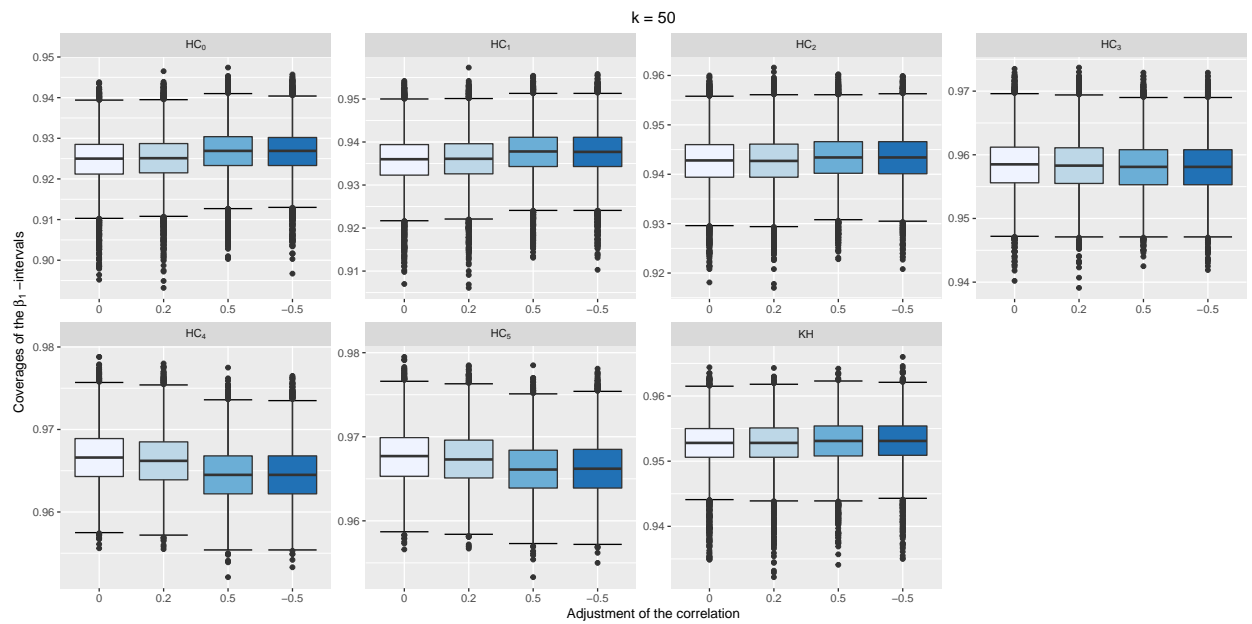 k = 50
HC₀ HC₁ HC₂ HC₃
Coverages of the β₁ −intervals
0.95 0.94 0.93 0.92 0.91 0.90
0.95 0.94 0.93 0.92 0.91
0.96 0.95 0.94 0.93 0.92
0.97 0.96 0.95 0.94
0 0.2 0.5 −0.5 0 0.2 0.5 −0.5 0 0.2 0.5 −0.5 0 0.2 0.5 −0.5
HC₄ HC₅ KH
0.98 0.97 0.96
0.98 0.97 0.96
0.96 0.95 0.94
0 0.2 0.5 −0.5 0 0.2 0.5 −0.5 0 0.2 0.5 −0.5
Adjustment of the correlation